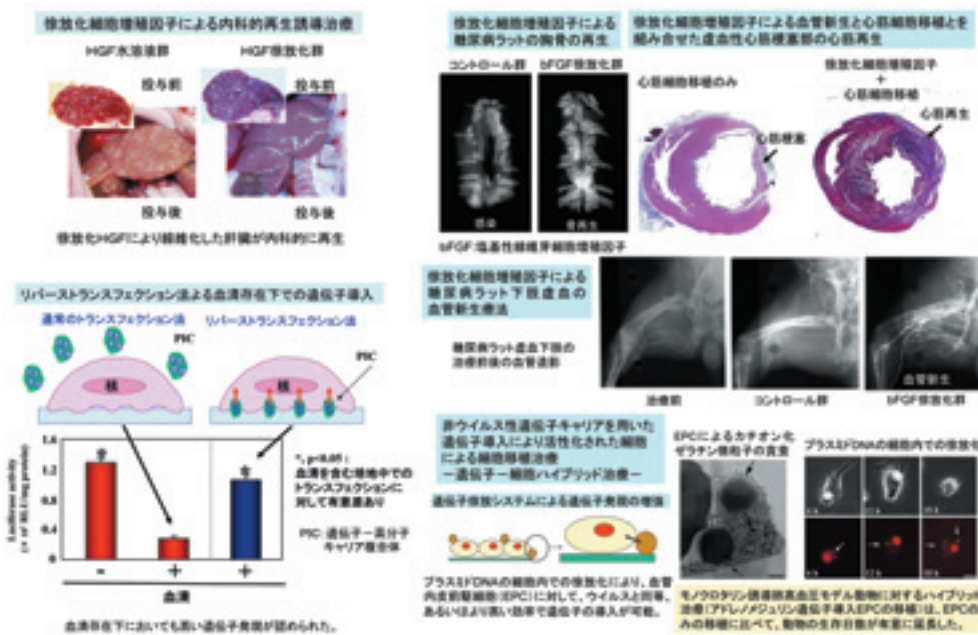 徐放化細胞増殖因子による内科的再生誘導治療
HGF水溶液群
HGF徐放化群
投与前
投与前
投与後
投与後
徐放化HGFにより線維化した肝臓が内科的に再生
徐放化細胞増殖因子による
糖尿病ラットの胸骨の再生
コントロール群
bFGF徐放化群
感染
骨再生
bFGF:塩基性線維芽細胞増殖因子
徐放化細胞増殖因子による血管新生と心筋細胞移植とを
組み合せた虚血性心筋梗塞部の心筋再生
心筋細胞移植のみ
心筋梗塞
徐放化細胞増殖因子
+
心筋細胞移植
心筋再生
徐放化細胞増殖因子による
糖尿病ラット下肢虚血の
血管新生療法
糖尿病ラット虚血下肢の
治療前後の血管造影
治療前
コントロール群
血管新生
bFGF徐放化群
リバーストランスフェクション法よる血清存在下での遺伝子導入
通常のトランスフェクション法
リバーストランスフェクション法
PIC
PIC
核
核
Luciferase activity
1.6
1.2
0.8
0.4
0
*
*
-
+
+
血清
*, p<0.05 :
血清を含む培地中での
トランスフェクションに
対して有意差あり
PIC: 遺伝子ー高分子
キャリア複合体
血清存在下においても高い遺伝子発現が認められた。
非ウイルス性遺伝子キャリアを用いた
遺伝子導入により活性化された細胞
による細胞移植治療
ー遺伝子ー細胞ハイブリッド治療ー
遺伝子徐放システムによる遺伝子発現の増強
プラスミドDNAの細胞内での徐放化により、血管
内皮前駆細胞(EPC)に対して、ウイルスと同等、
あるいはより高い効率で遺伝子の導入が可能。
EPCによるカチオン化
ゼラチン微粒子の貪食
プラスミドDNAの細胞内での徐放化
モノクロタリン誘導肺高血圧モデル動物に対するハイブリッド
治療(アドレノメジュリン遺伝子導入EPCの移植)は、EPCの
みの移植に比べて、動物の生存日数が有意に延長した。